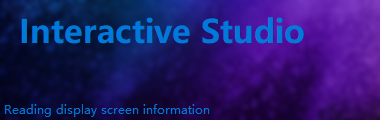 Interactive Studio
Reading display screen information